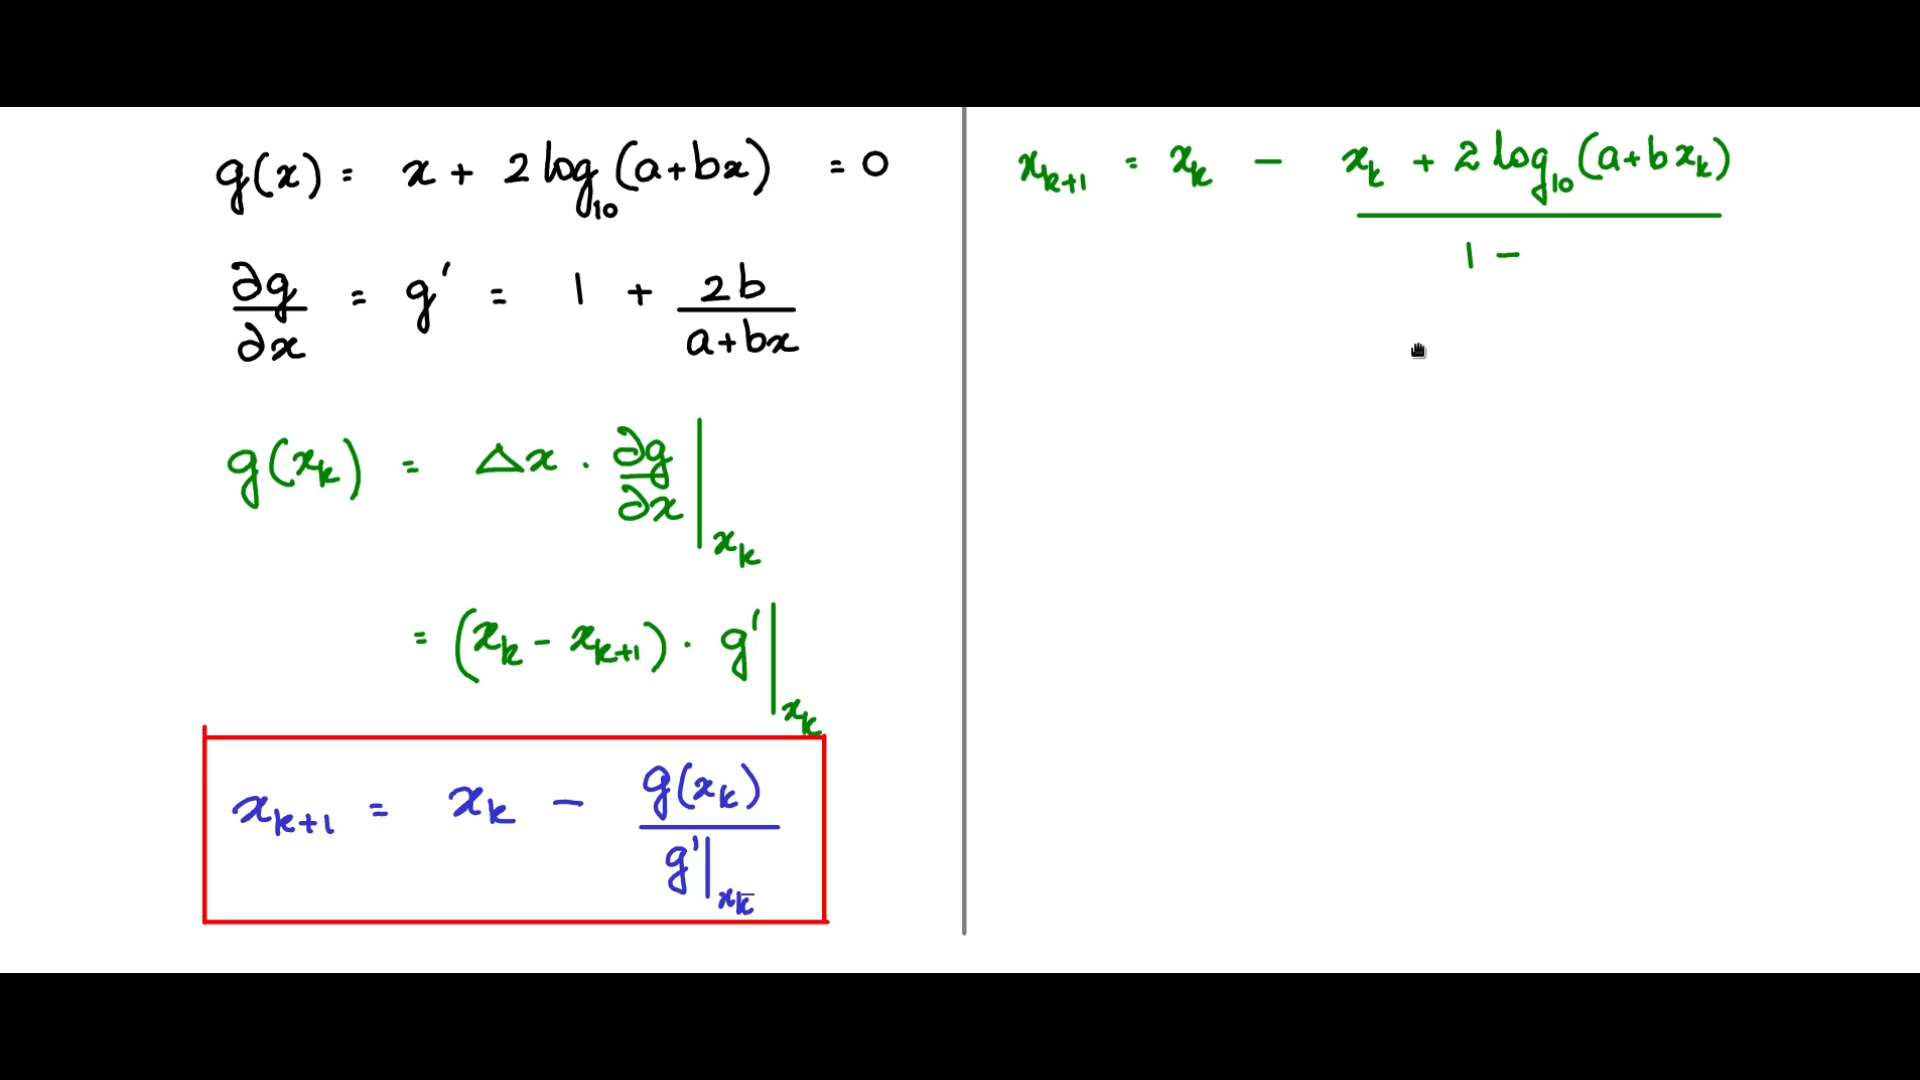 g(x) = x + 2 log₁₀ (a+bx) = 0
∂g/∂x = g' = 1 + 2b/(a+bx)
g(xₖ) = Δx · ∂g/∂x |xₖ
= (xₖ - xₖ₊₁) · g' |xₖ
xₖ₊₁ = xₖ - g(xₖ)/g'|xₖ
xₖ₊₁ = xₖ - xₖ + 2 log₁₀ (a+b xₖ)
1 -